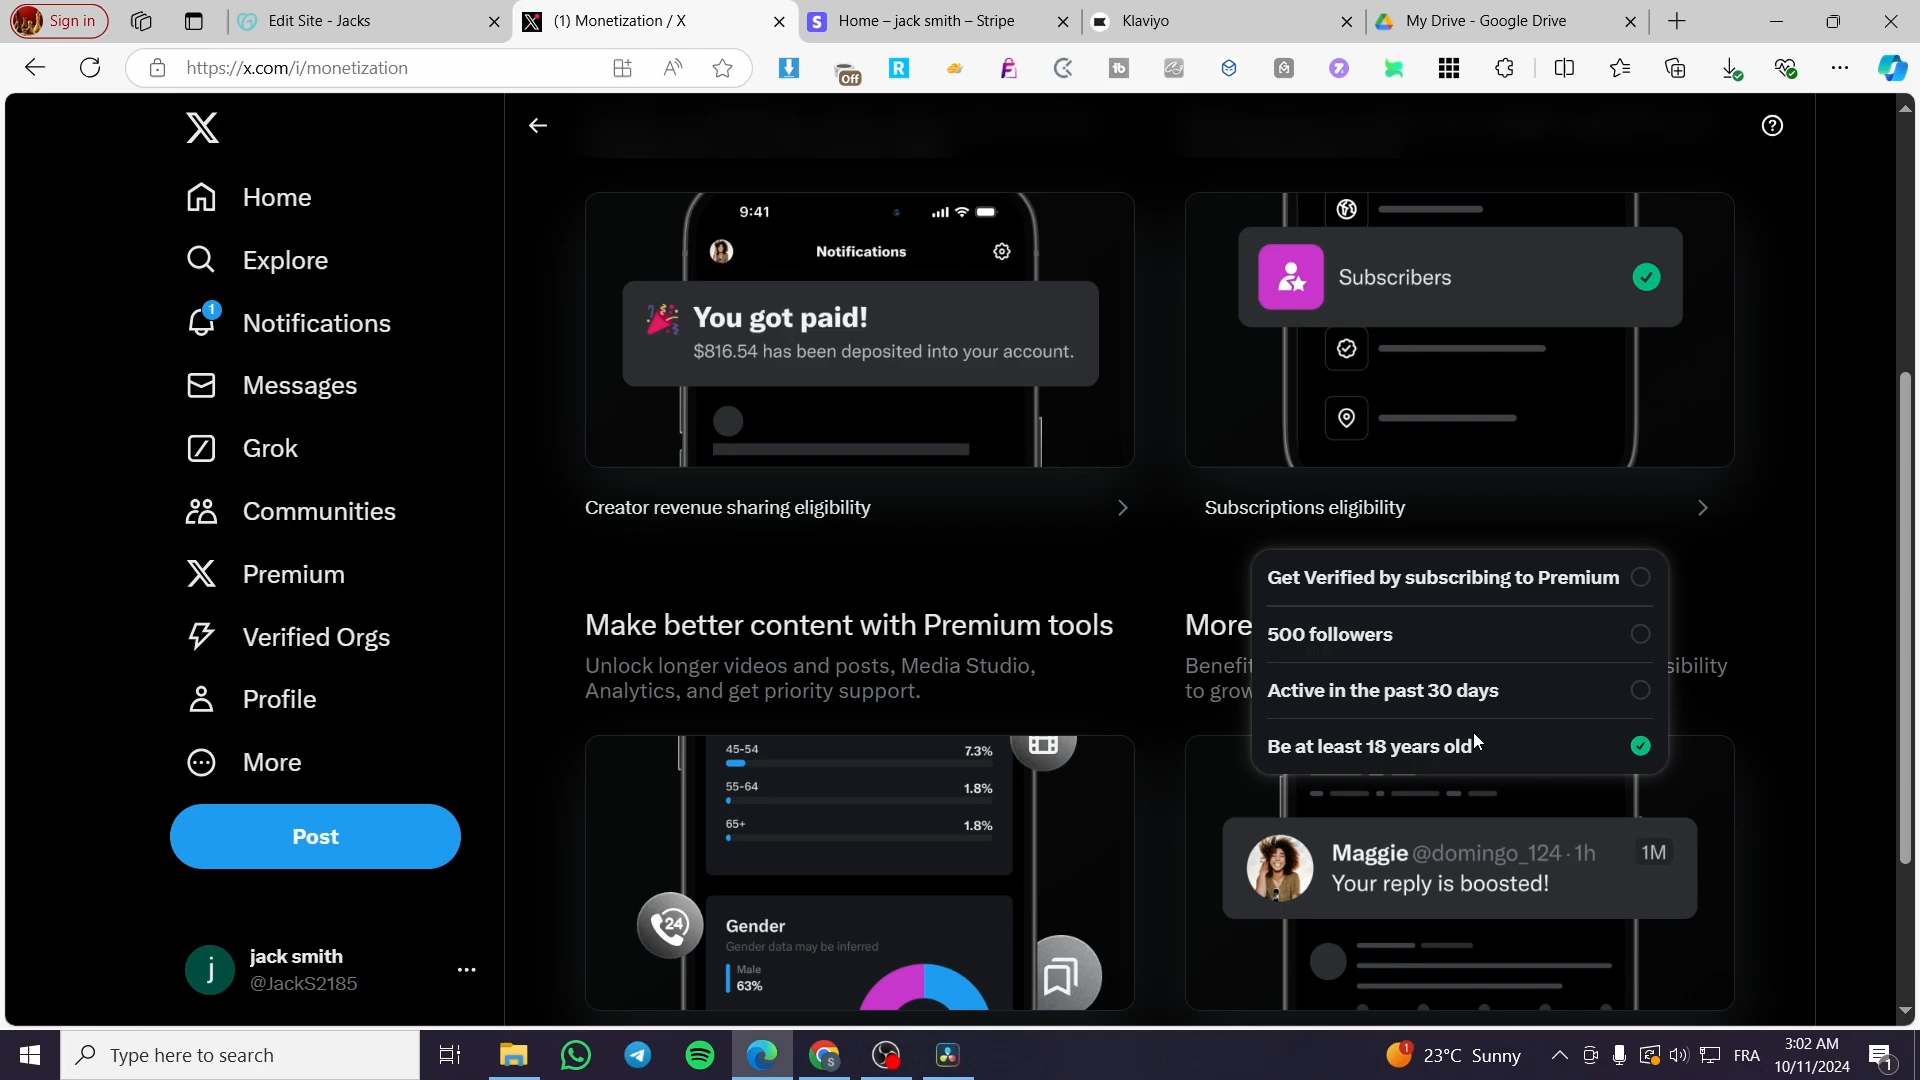 Sign in
Edit Site - Jacks
(1) Monetization / X
Home – jack smith – Stripe
Klaviyo
My Drive - Google Drive
https://x.com/i/monetization
Off
Home
Explore
1
Notifications
Messages
Grok
Communities
Premium
Verified Orgs
Profile
More
Post
jack smith
@JackS2185
9:41
Notifications
You got paid!
$816.54 has been deposited into your account.
Creator revenue sharing eligibility
Subscribers
Subscriptions eligibility
Get Verified by subscribing to Premium
500 followers
Active in the past 30 days
Be at least 18 years old
Make better content with Premium tools
Unlock longer videos and posts, Media Studio,
Analytics, and get priority support.
More
to
45-54 7.3%
55-64 1.8%
65+ 1.8%
24
Gender
Gender data may be inferred
Male
63%
Maggie @domingo_124 · 1h 1M
Your reply is boosted!
Type here to search
1
23°C Sunny
FRA
3:02 AM
10/11/2024
1